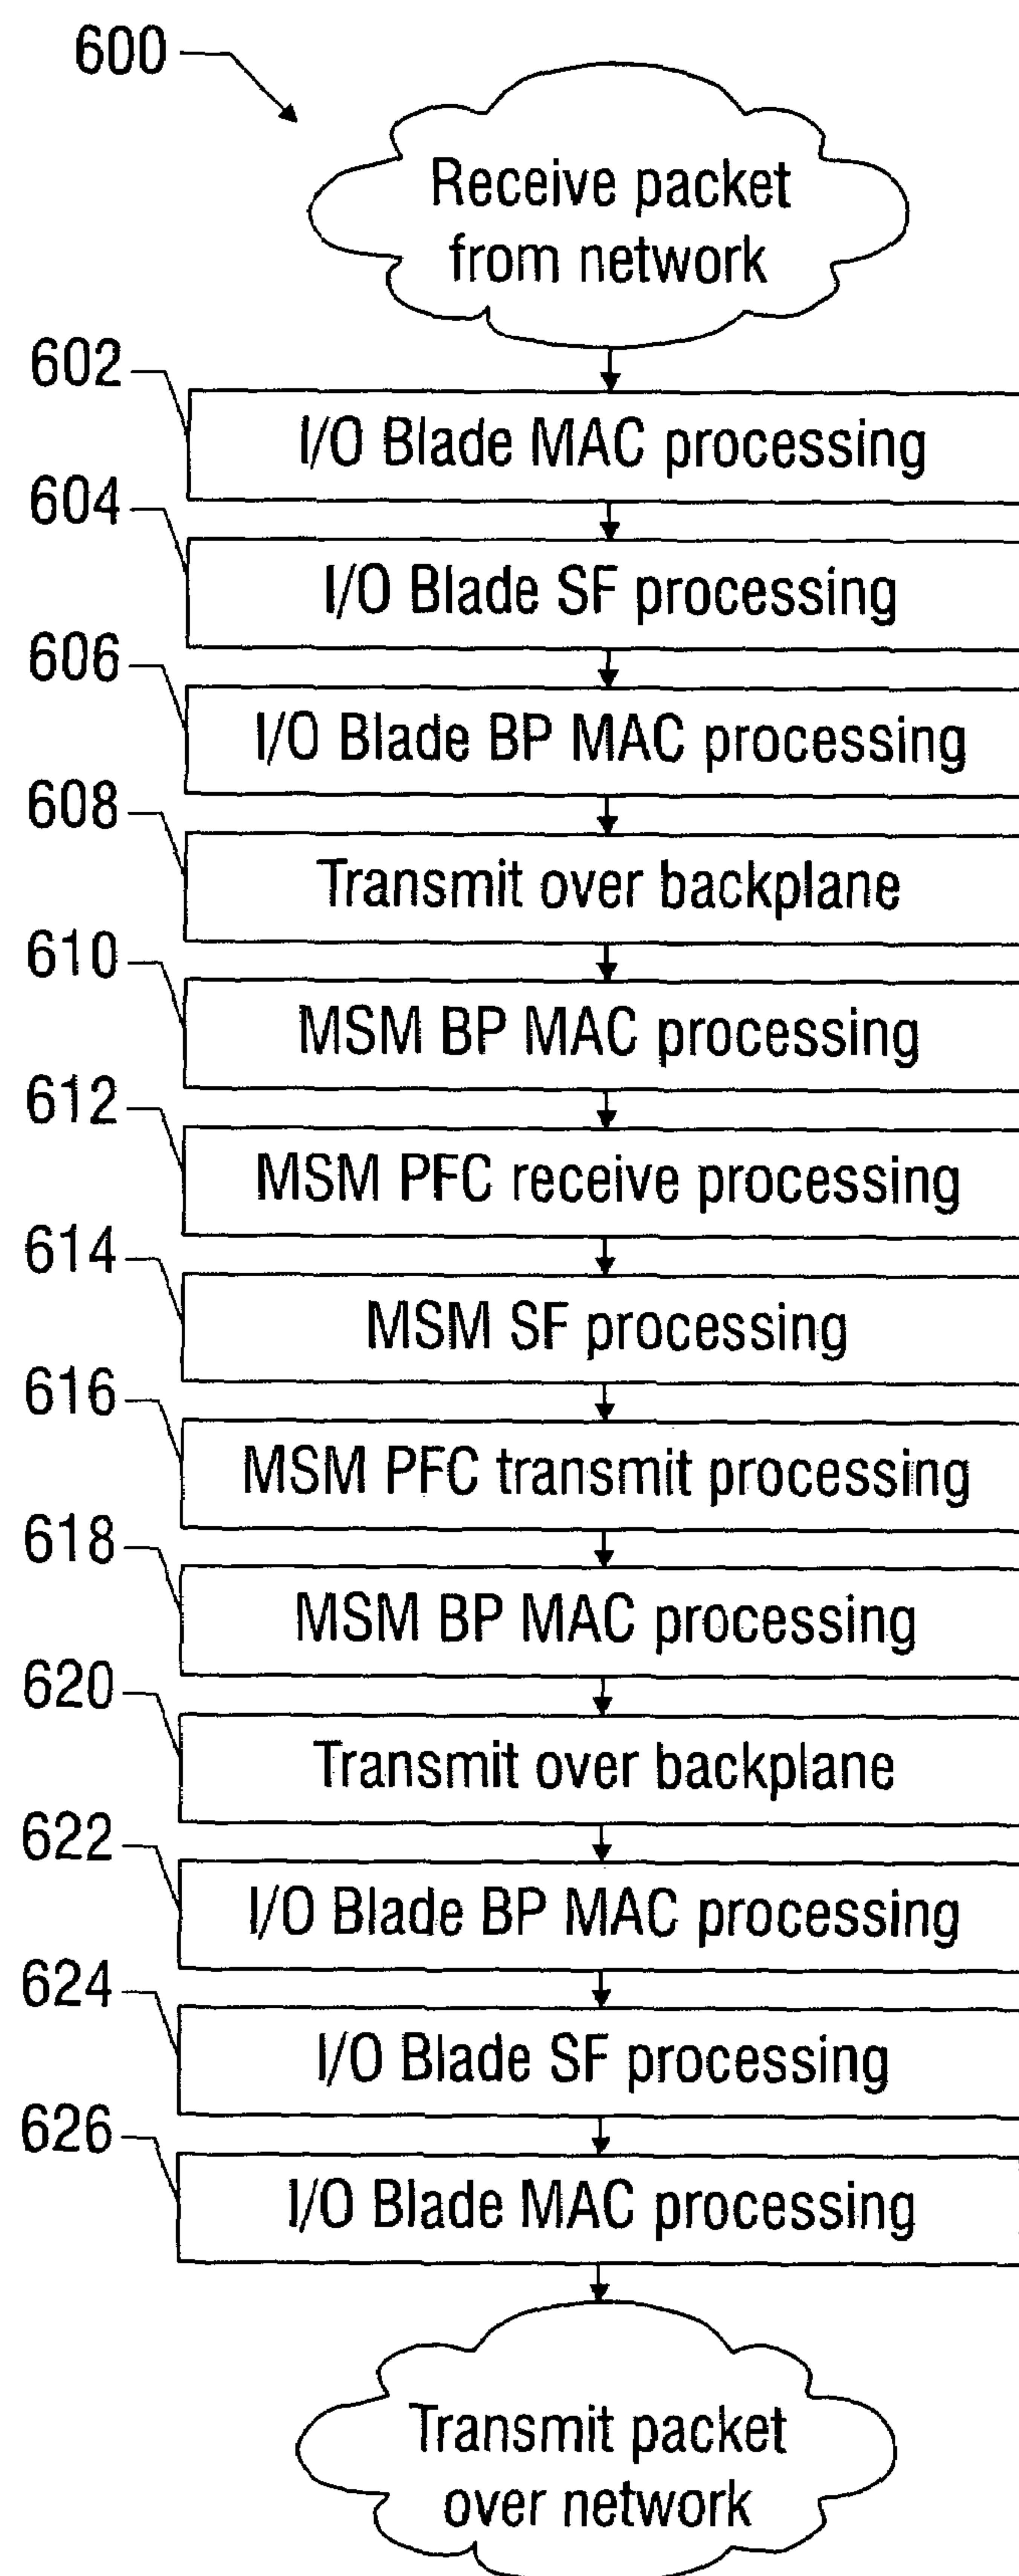 600
Receive packet
from network
602
I/O Blade MAC processing
604
I/O Blade SF processing
606
I/O Blade BP MAC processing
608
Transmit over backplane
610
MSM BP MAC processing
612
MSM PFC receive processing
614
MSM SF processing
616
MSM PFC transmit processing
618
MSM BP MAC processing
620
Transmit over backplane
622
I/O Blade BP MAC processing
624
I/O Blade SF processing
626
I/O Blade MAC processing
Transmit packet
over network